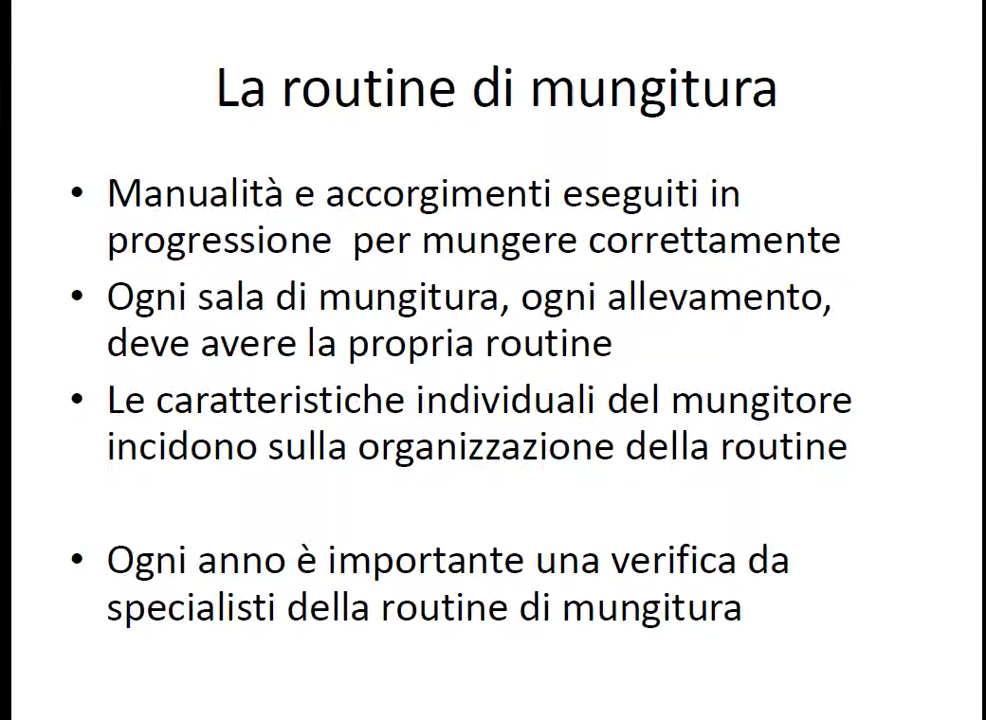 La routine di mungitura
• Manualità e accorgimenti eseguiti in
progressione per mungere correttamente
• Ogni sala di mungitura, ogni allevamento,
deve avere la propria routine
• Le caratteristiche individuali del mungitore
incidono sulla organizzazione della routine
• Ogni anno è importante una verifica da
specialisti della routine di mungitura